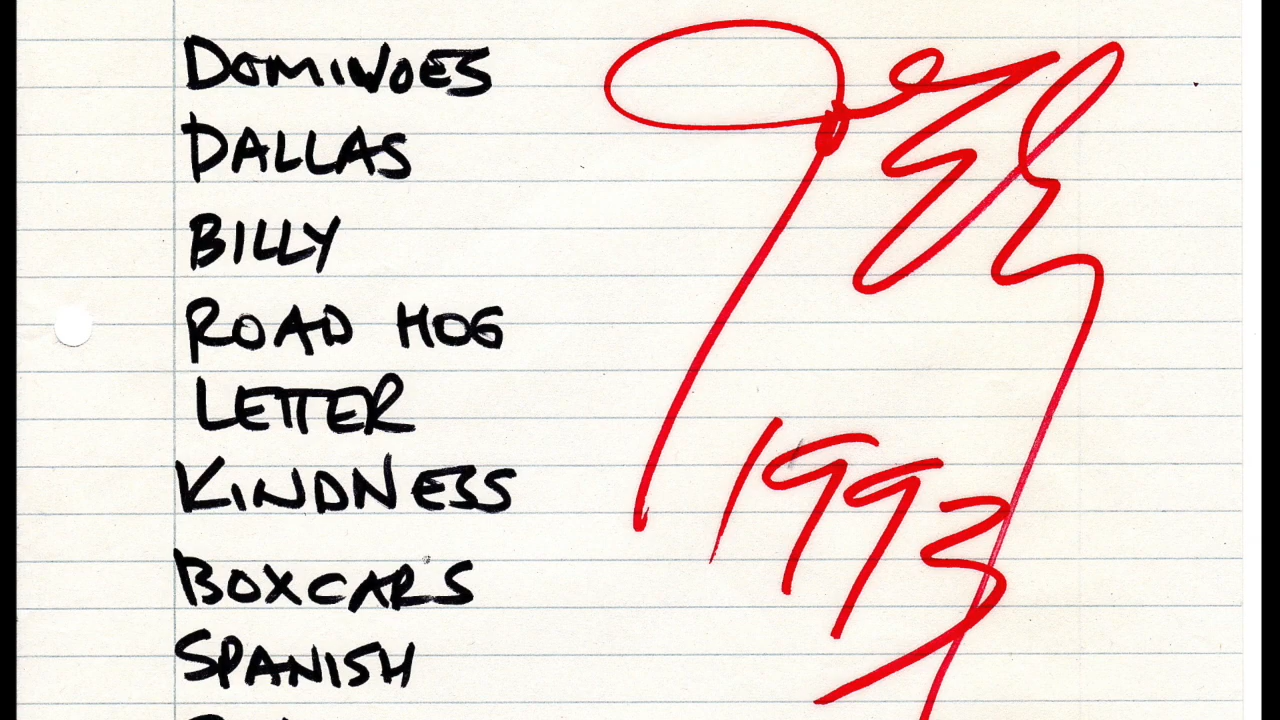 DOMINOES
DALLAS
BILLY
ROAD HOG
LETTER
KINDNESS
BOXCARS
SPANISH
1993